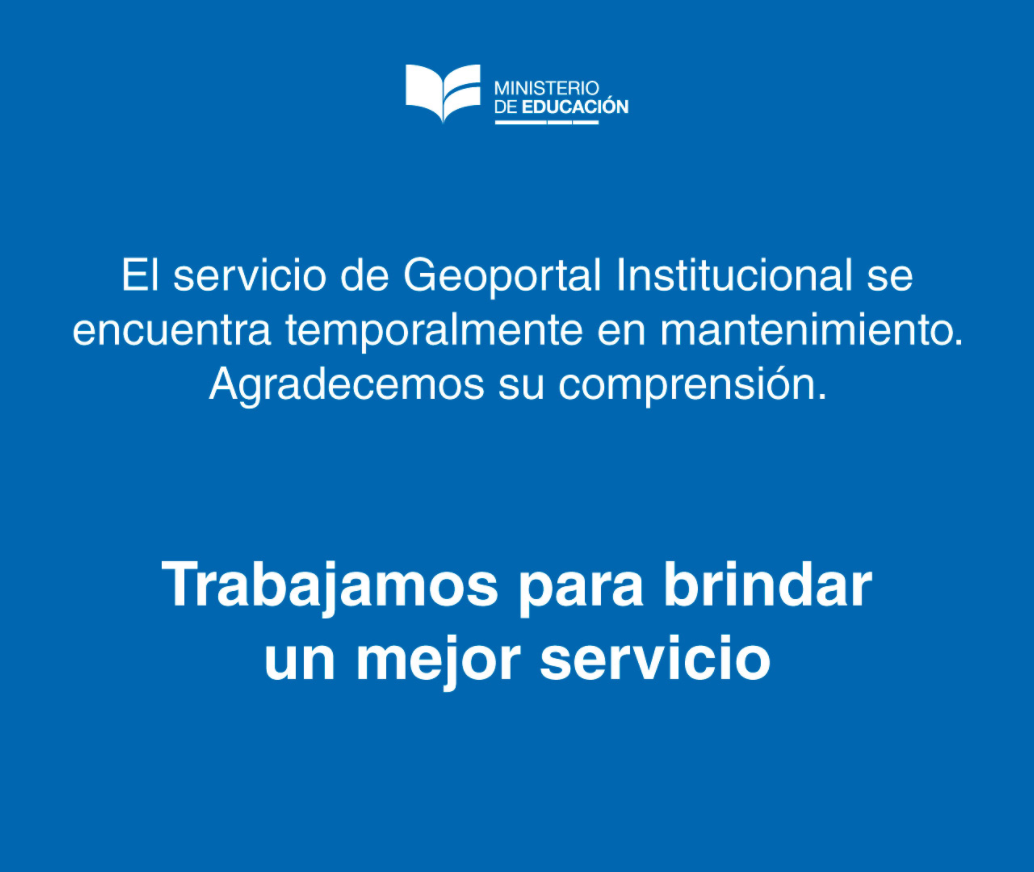 MINISTERIO
DE EDUCACIÓN
El servicio de Geoportal Institucional se
encuentra temporalmente en mantenimiento.
Agradecemos su comprensión.
Trabajamos para brindar
un mejor servicio